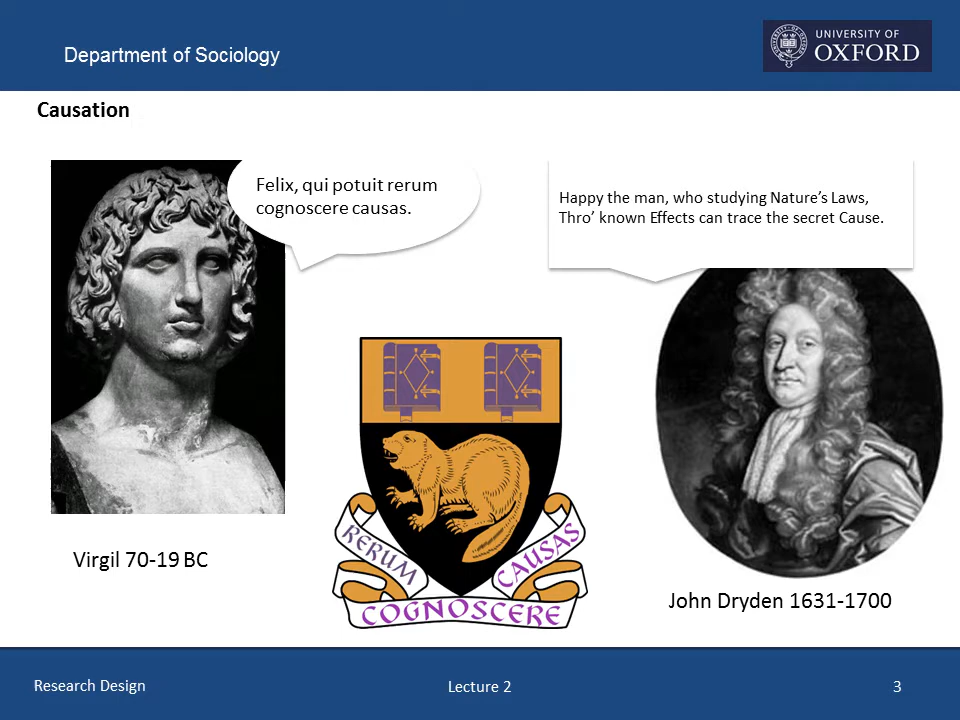 Department of Sociology
UNIVERSITY OF
OXFORD
Causation
Felix, qui potuit rerum
cognoscere causas.
Happy the man, who studying Nature’s Laws,
Thro’ known Effects can trace the secret Cause.
RERUM
COGNOSCERE
CAUSAS
Virgil 70-19 BC
John Dryden 1631-1700
Research Design
Lecture 2
3